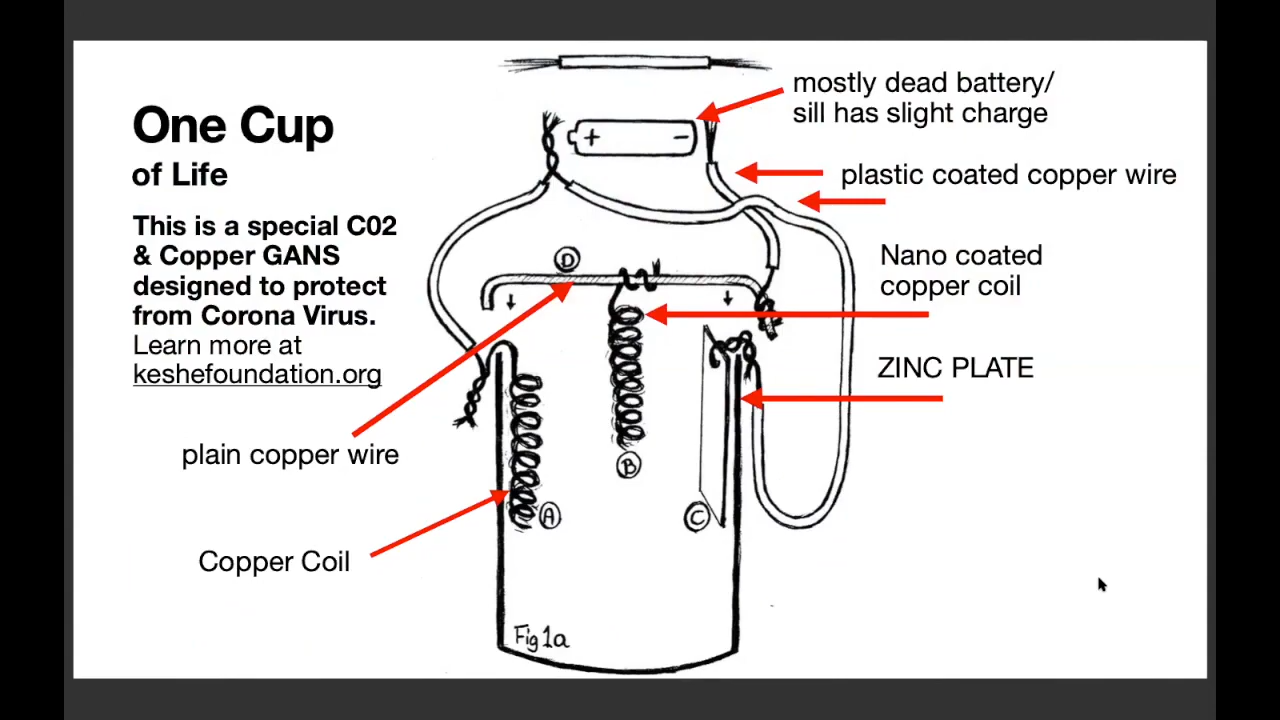 One Cup
of Life
This is a special C02
& Copper GANS
designed to protect
from Corona Virus.
Learn more at
keshefoundation.org
mostly dead battery/
sill has slight charge
+ −
plastic coated copper wire
D
Nano coated
copper coil
ZINC PLATE
plain copper wire
B
A
C
Copper Coil
Fig1a